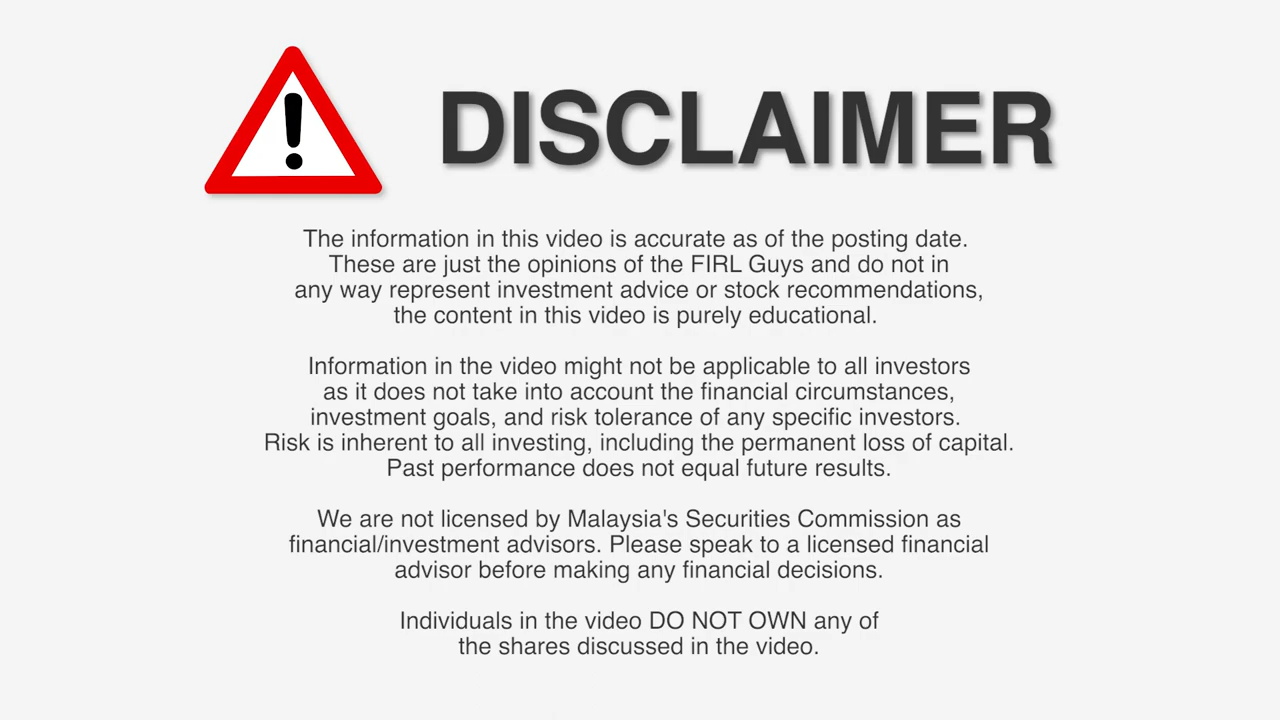 DISCLAIMER
The information in this video is accurate as of the posting date.
These are just the opinions of the FIRL Guys and do not in
any way represent investment advice or stock recommendations,
the content in this video is purely educational.
Information in the video might not be applicable to all investors
as it does not take into account the financial circumstances,
investment goals, and risk tolerance of any specific investors.
Risk is inherent to all investing, including the permanent loss of capital.
Past performance does not equal future results.
We are not licensed by Malaysia's Securities Commission as
financial/investment advisors. Please speak to a licensed financial
advisor before making any financial decisions.
Individuals in the video DO NOT OWN any of
the shares discussed in the video.